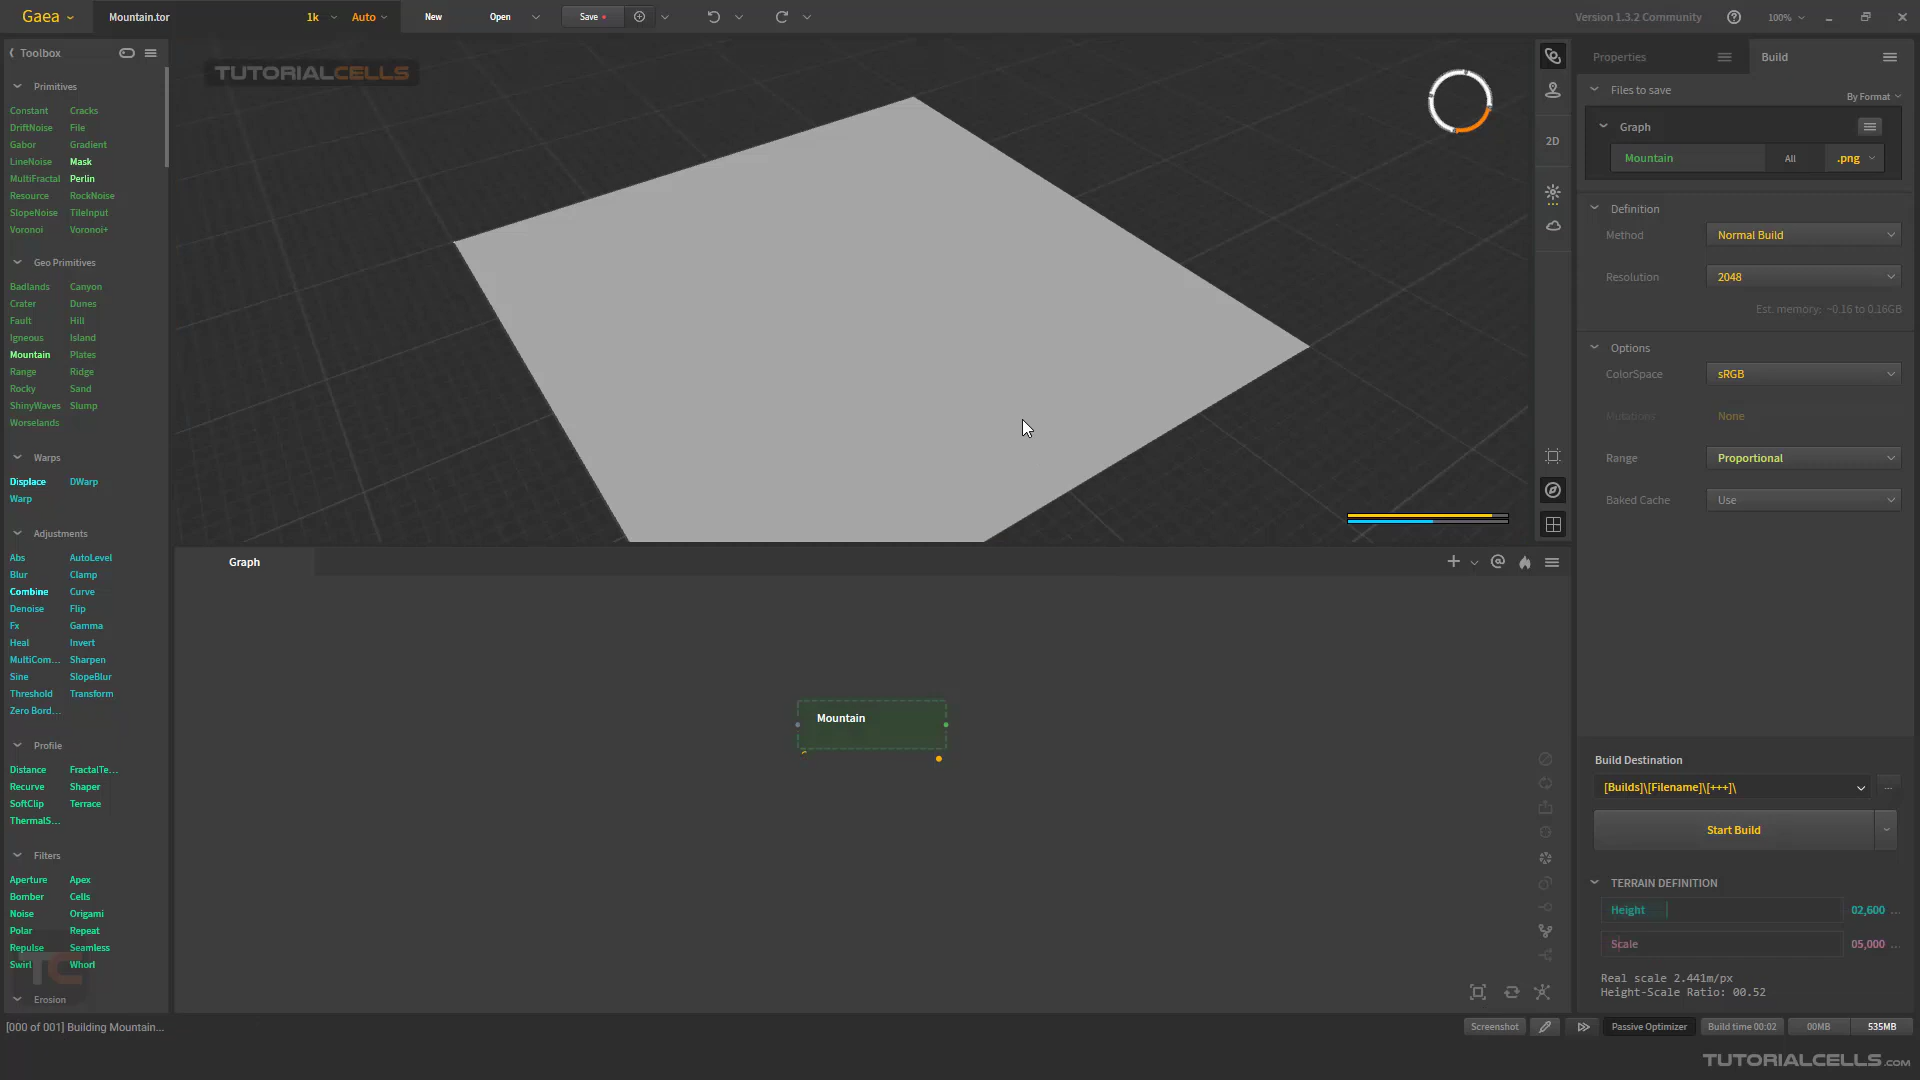 Gaea Mountain.tor 1k Auto New Open Save Version 1.3.2 Community 100%
Toolbox
Primitives
Constant Cracks
DriftNoise File
Gabor Gradient
LineNoise Mask
MultiFractal Perlin
Resource RockNoise
SlopeNoise TileInput
Voronoi Voronoi+
Geo Primitives
Badlands Canyon
Crater Dunes
Fault Hill
Igneous Island
Mountain Plates
Range Ridge
Rocky Sand
ShinyWaves Slump
Worselands
Warps
Displace DWarp
Warp
Adjustments
Abs AutoLevel
Blur Clamp
Combine Curve
Denoise Flip
Fx Gamma
Heal Invert
MultiCom... Sharpen
Sine SlopeBlur
Threshold Transform
Zero Bord...
Profile
Distance FractalTe...
Recurve Shaper
SoftClip Terrace
ThermalS...
Filters
Aperture Apex
Bomber Cells
Noise Origami
Polar Repeat
Repulse Seamless
Swirl Whorl
TC
Erosion
TUTORIALCELLS
2D
Graph
Mountain
Properties Build
Files to save
By Format
Graph
Mountain All .png
Definition
Method Normal Build
Resolution 2048
Est. memory: ~0.16 to 0.16GB
Options
ColorSpace sRGB
Mutations None
Range Proportional
Baked Cache Use
Build Destination
[Builds]\[Filename]\[+++]\ ...
Start Build
TERRAIN DEFINITION
Height 02,600 ...
Scale 05,000 ...
Real scale 2.441m/px
Height-Scale Ratio: 00.52
[000 of 001] Building Mountain... Screenshot Passive Optimizer Build time 00:02 00MB 535MB
TUTORIALCELLS.COM